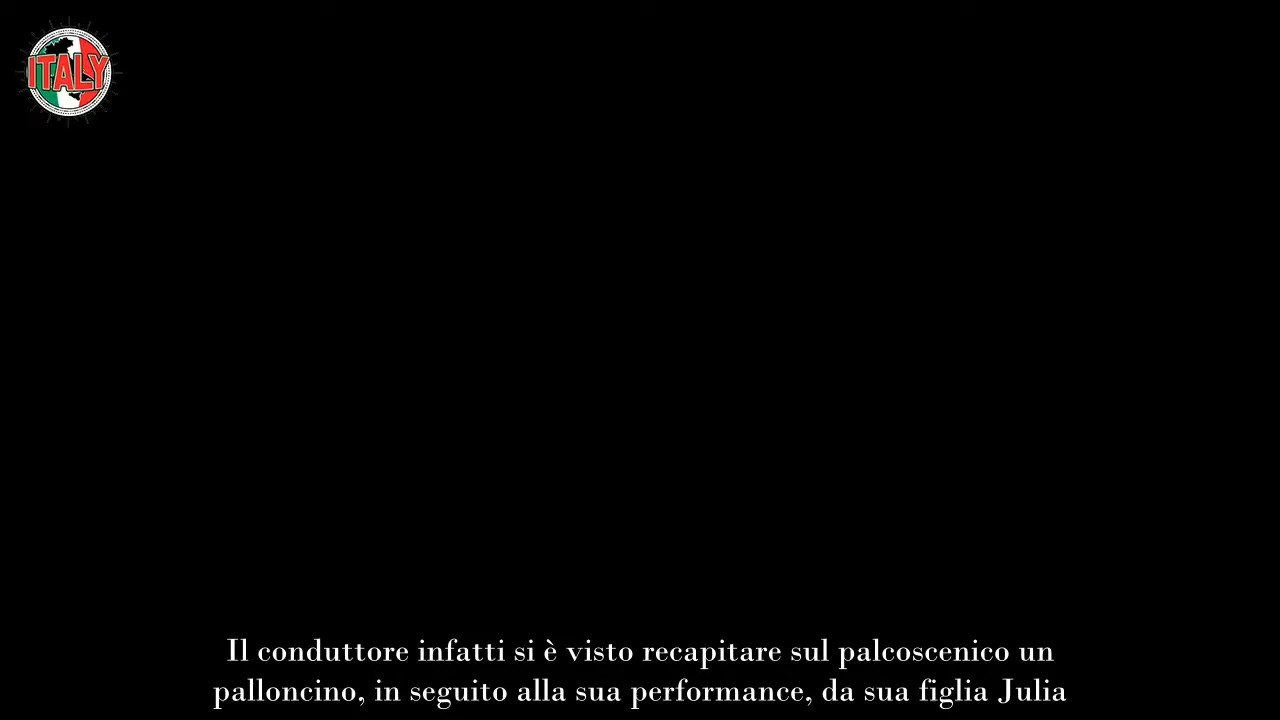 ITALY
Il conduttore infatti si è visto recapitare sul palcoscenico un
palloncino, in seguito alla sua performance, da sua figlia Julia